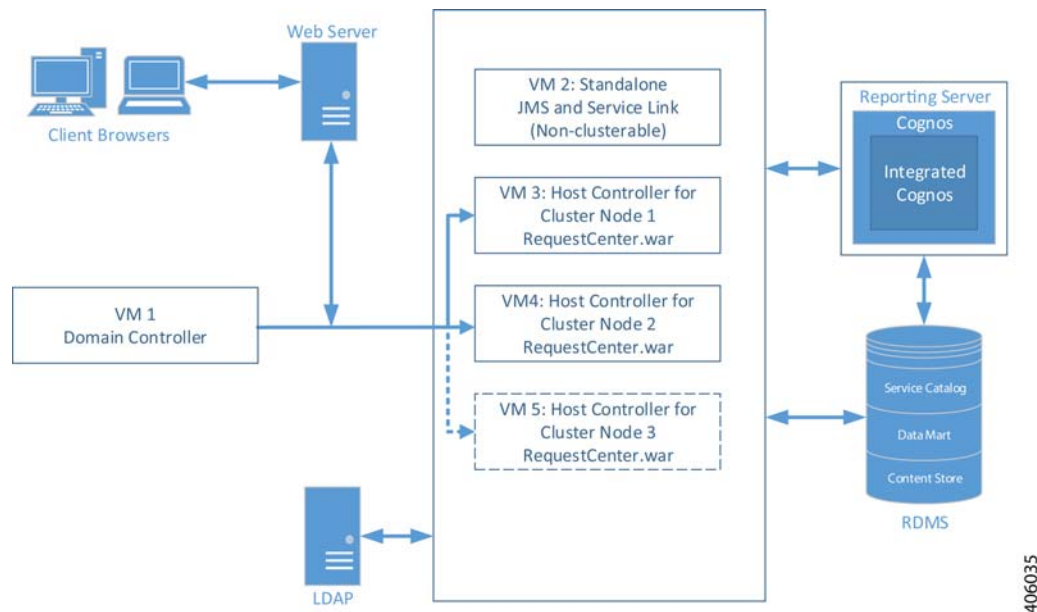 Web Server
Client Browsers
VM 2: Standalone
JMS and Service Link
(Non-clusterable)
VM 3: Host Controller for
Cluster Node 1
RequestCenter.war
VM 1
Domain Controller
VM4: Host Controller for
Cluster Node 2
RequestCenter.war
VM 5: Host Controller for
Cluster Node 3
RequestCenter.war
LDAP
Reporting Server
Cognos
Integrated
Cognos
Service Catalog
Data Mart
Content Store
RDMS
406035